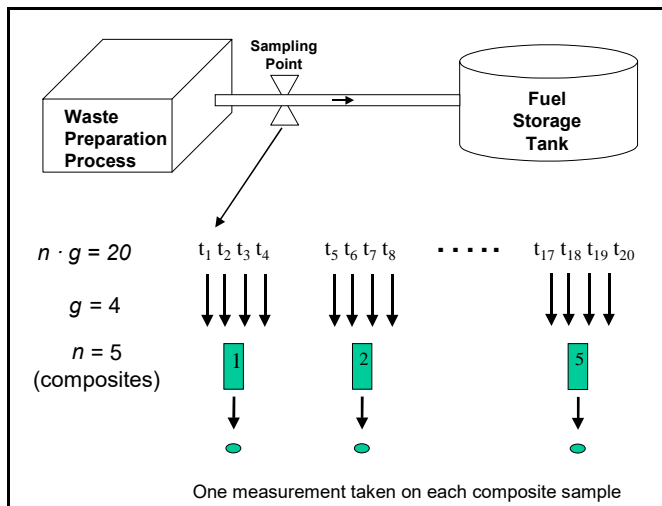 Sampling
Point
Waste
Preparation
Process
Fuel
Storage
Tank
n · g = 20
t₁ t₂ t₃ t₄
t₅ t₆ t₇ t₈
.....
t₁₇ t₁₈ t₁₉ t₂₀
g = 4
n = 5
(composites)
1
2
5
One measurement taken on each composite sample